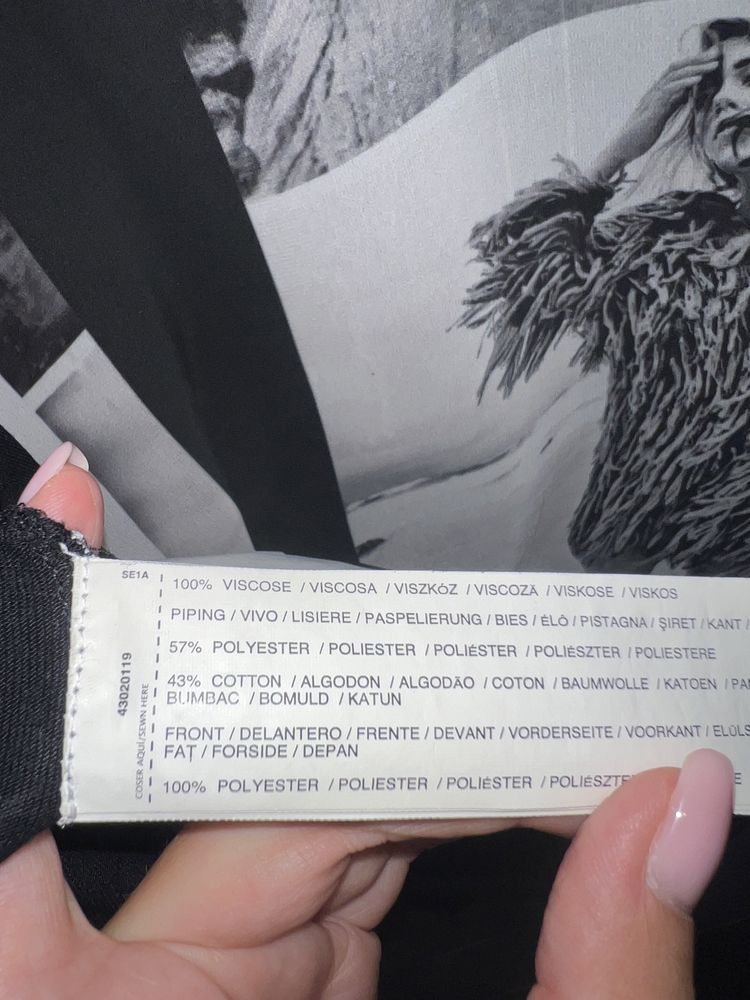 SE1A
100% VISCOSE / VISCOSA / VISZKóZ / VISCOZĂ / VISKOSE / VISKOS
PIPING / VIVO / LISIERE / PASPELIERUNG / BIES / ÉLŐ / PISTAGNA / ŞIRET / KANT /
57% POLYESTER / POLIESTER / POLIÉSTER / POLIÉSZTER / POLIESTERE
43% COTTON / ALGODON / ALGODÃO / COTON / BAUMWOLLE / KATOEN /
BUMBAC / BOMULD / KATUN
FRONT / DELANTERO / FRENTE / DEVANT / VORDERSEITE / VOORKANT /
FAŢ / FORSIDE / DEPAN
100% POLYESTER / POLIESTER / POLIÉSTER /
43020119
COSER AQUÍ/SEWN HERE